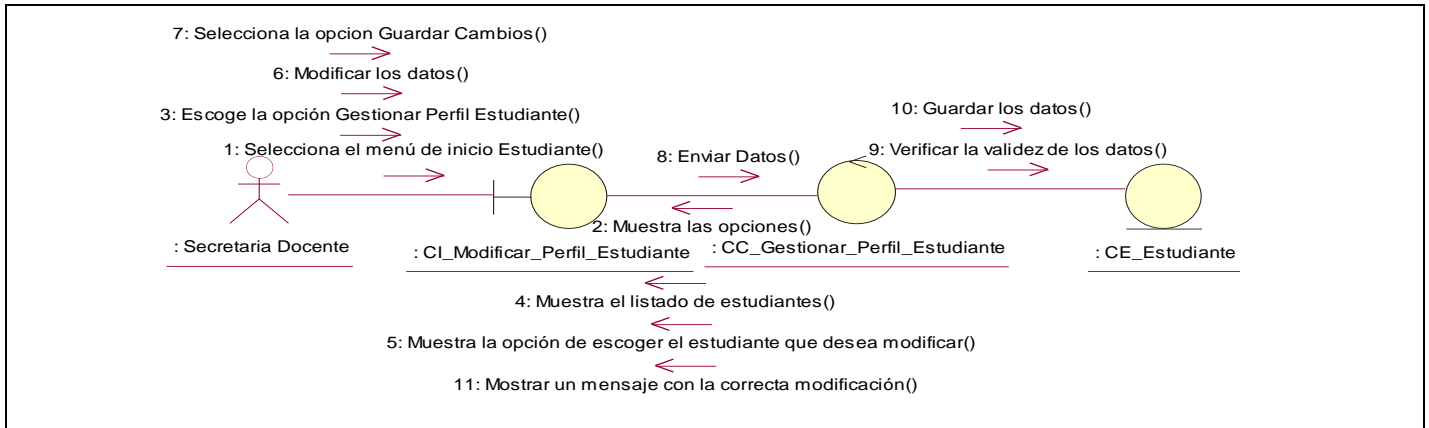 7: Selecciona la opcion Guardar Cambios()
6: Modificar los datos()
3: Escoge la opción Gestionar Perfil Estudiante()
10: Guardar los datos()
1: Selecciona el menú de inicio Estudiante()
8: Enviar Datos()
9: Verificar la validez de los datos()
2: Muestra las opciones()
: Secretaria Docente
: CI_Modificar_Perfil_Estudiante
: CC_Gestionar_Perfil_Estudiante
: CE_Estudiante
4: Muestra el listado de estudiantes()
5: Muestra la opción de escoger el estudiante que desea modificar()
11: Mostrar un mensaje con la correcta modificación()